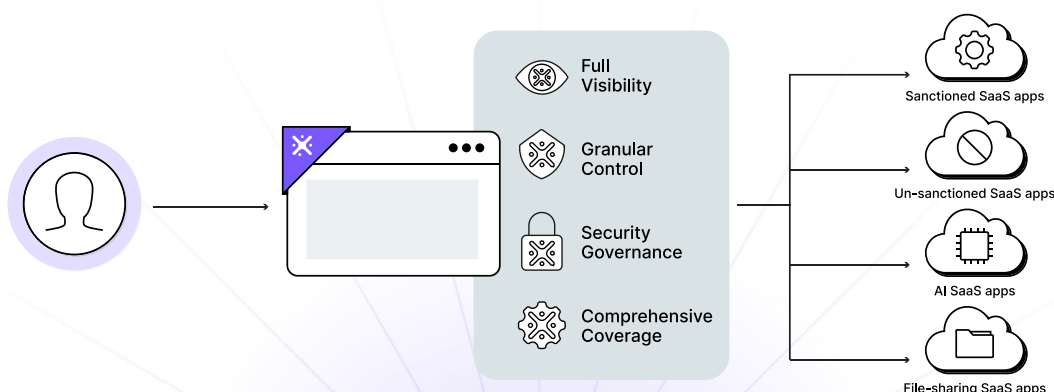 Full
Visibility
Granular
Control
Security
Governance
Comprehensive
Coverage
Sanctioned SaaS apps
Un-sanctioned SaaS apps
AI SaaS apps
File-sharing SaaS apps